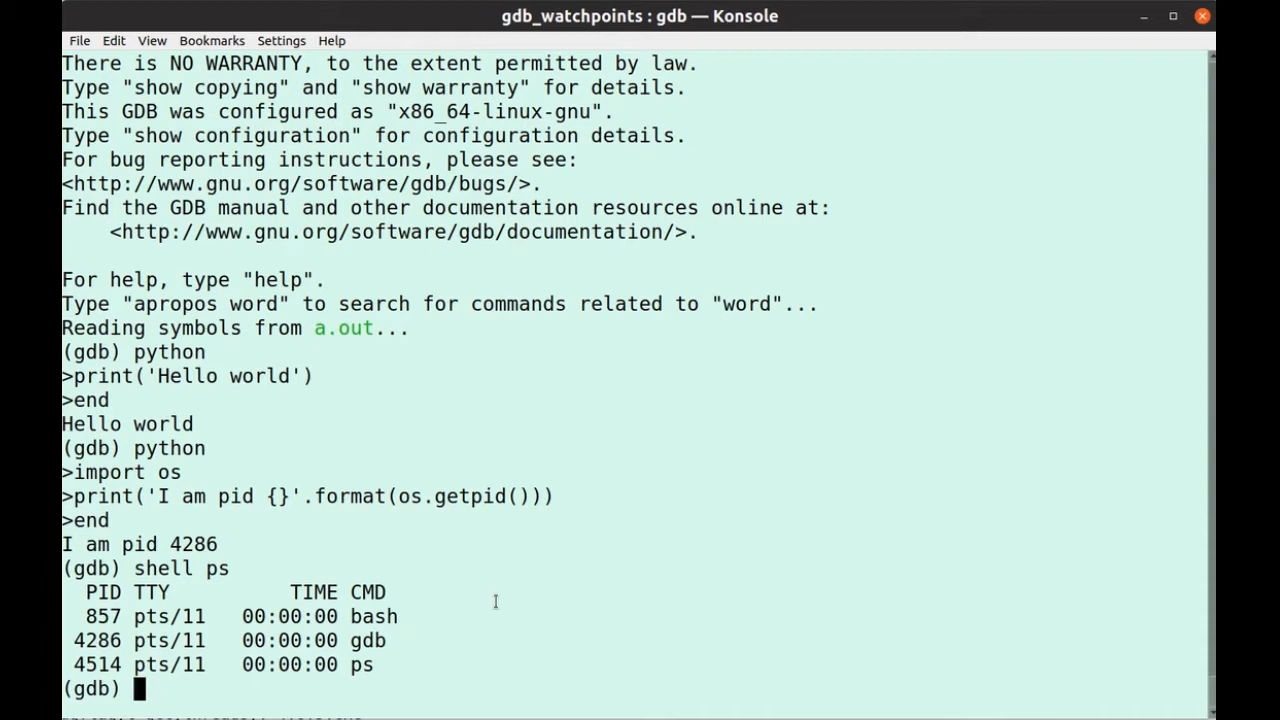 gdb_watchpoints : gdb — Konsole
File Edit View Bookmarks Settings Help
There is NO WARRANTY, to the extent permitted by law.
Type "show copying" and "show warranty" for details.
This GDB was configured as "x86_64-linux-gnu".
Type "show configuration" for configuration details.
For bug reporting instructions, please see:
<http://www.gnu.org/software/gdb/bugs/>.
Find the GDB manual and other documentation resources online at:
    <http://www.gnu.org/software/gdb/documentation/>.
For help, type "help".
Type "apropos word" to search for commands related to "word"...
Reading symbols from a.out...
(gdb) python
>print('Hello world')
>end
Hello world
(gdb) python
>import os
>print('I am pid {}'.format(os.getpid()))
>end
I am pid 4286
(gdb) shell ps
  PID TTY          TIME CMD
  857 pts/11   00:00:00 bash
 4286 pts/11   00:00:00 gdb
 4514 pts/11   00:00:00 ps
(gdb)